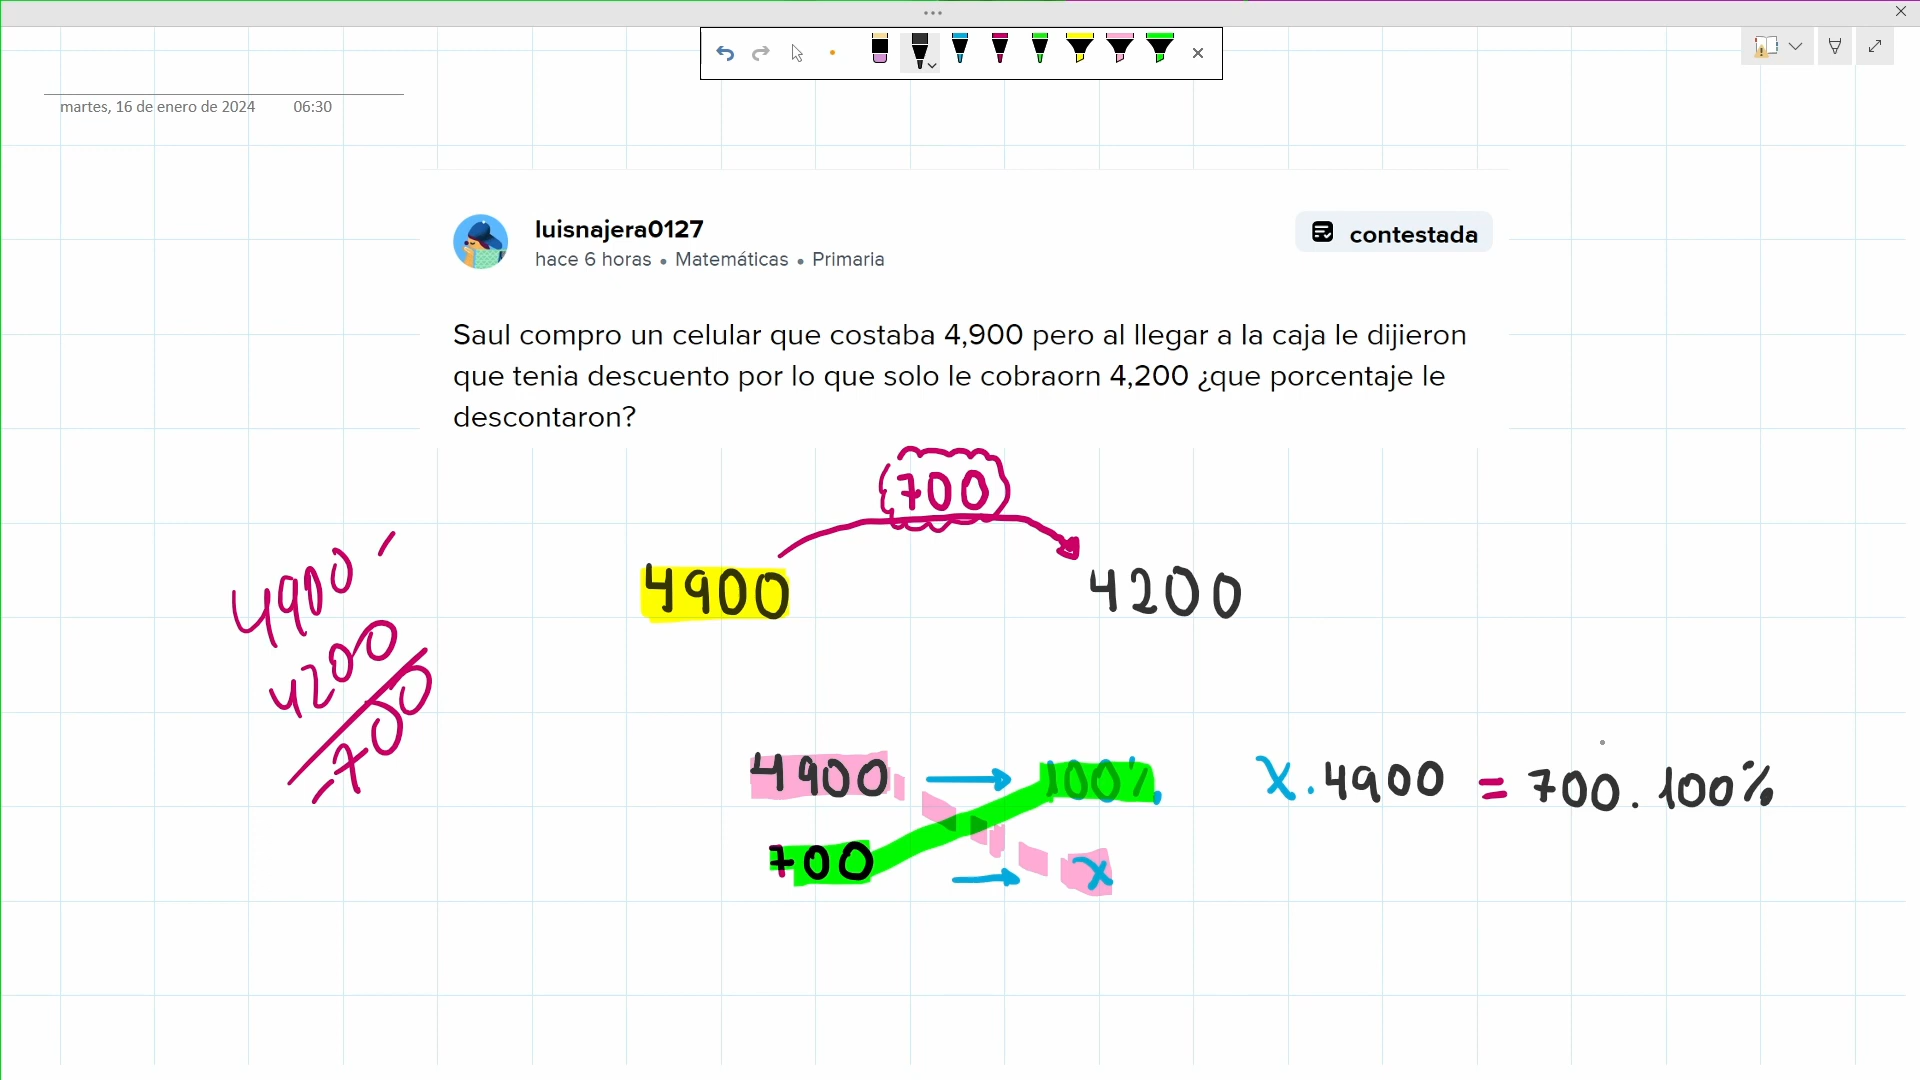 martes, 16 de enero de 2024 06:30
luisnajera0127
contestada
hace 6 horas • Matemáticas • Primaria
Saul compro un celular que costaba 4,900 pero al llegar a la caja le dijieron
que tenia descuento por lo que solo le cobraorn 4,200 ¿que porcentaje le
descontaron?
(700)
4900 -
4200
700
4900 4200
4900 100%
700 x
x . 4900 = 700 . 100%